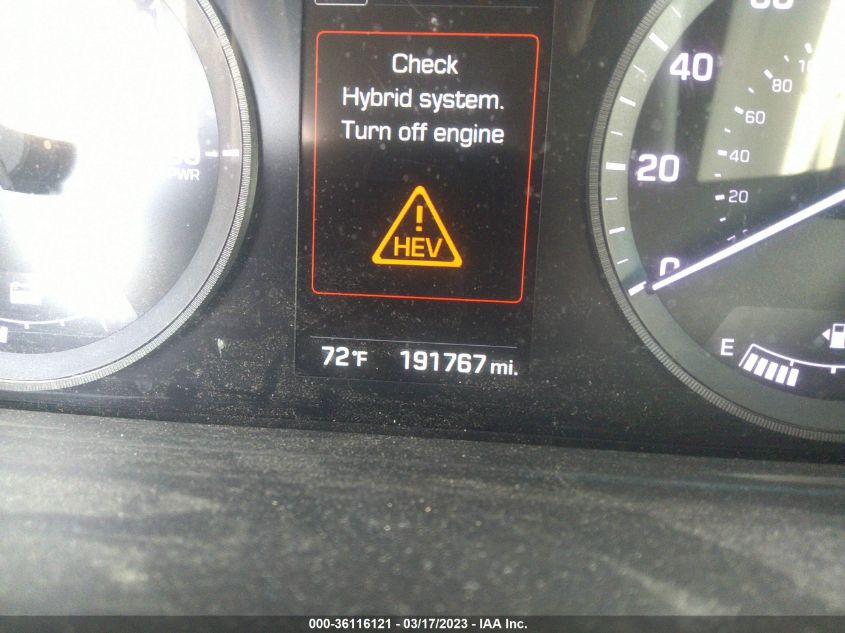 Check
Hybrid system.
Turn off engine
HEV
72°F 191767 mi.
PWR
0
20
40
20
40
60
80
E
000-36116121 - 03/17/2023 - IAA Inc.